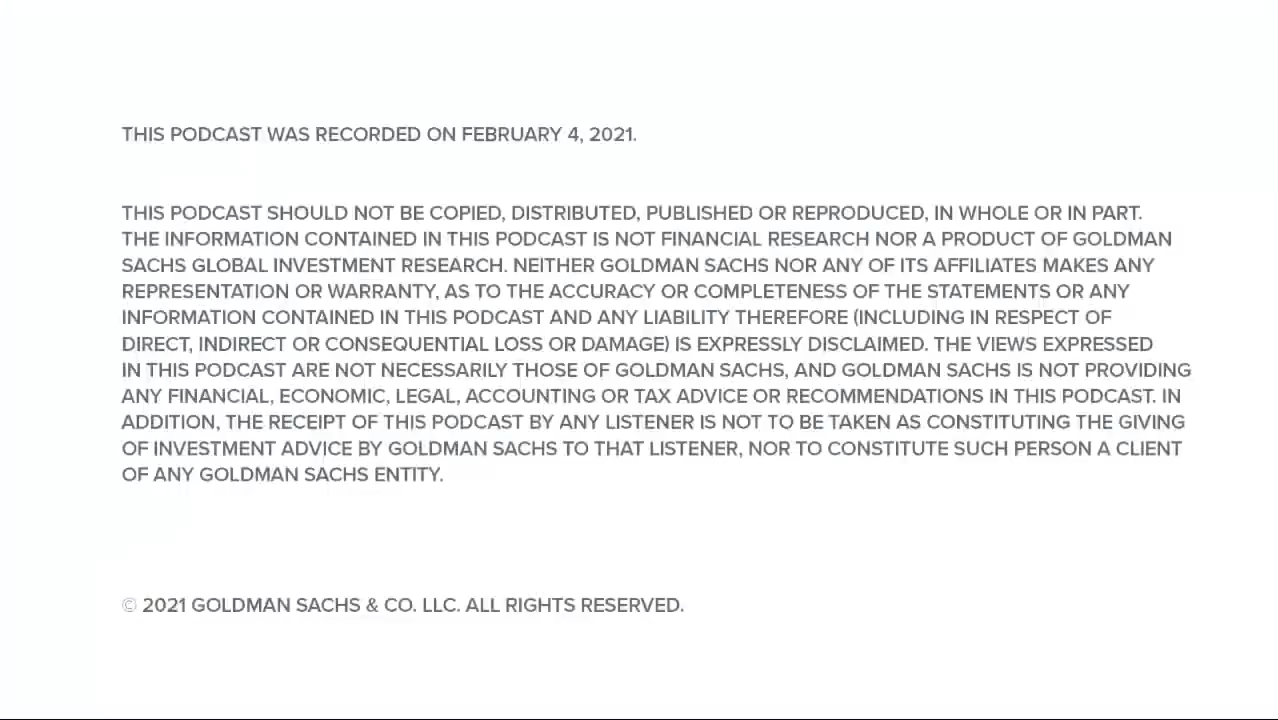 THIS PODCAST WAS RECORDED ON FEBRUARY 4, 2021.
THIS PODCAST SHOULD NOT BE COPIED, DISTRIBUTED, PUBLISHED OR REPRODUCED, IN WHOLE OR IN PART.
THE INFORMATION CONTAINED IN THIS PODCAST IS NOT FINANCIAL RESEARCH NOR A PRODUCT OF GOLDMAN
SACHS GLOBAL INVESTMENT RESEARCH. NEITHER GOLDMAN SACHS NOR ANY OF ITS AFFILIATES MAKES ANY
REPRESENTATION OR WARRANTY, AS TO THE ACCURACY OR COMPLETENESS OF THE STATEMENTS OR ANY
INFORMATION CONTAINED IN THIS PODCAST AND ANY LIABILITY THEREFORE (INCLUDING IN RESPECT OF
DIRECT, INDIRECT OR CONSEQUENTIAL LOSS OR DAMAGE) IS EXPRESSLY DISCLAIMED. THE VIEWS EXPRESSED
IN THIS PODCAST ARE NOT NECESSARILY THOSE OF GOLDMAN SACHS, AND GOLDMAN SACHS IS NOT PROVIDING
ANY FINANCIAL, ECONOMIC, LEGAL, ACCOUNTING OR TAX ADVICE OR RECOMMENDATIONS IN THIS PODCAST. IN
ADDITION, THE RECEIPT OF THIS PODCAST BY ANY LISTENER IS NOT TO BE TAKEN AS CONSTITUTING THE GIVING
OF INVESTMENT ADVICE BY GOLDMAN SACHS TO THAT LISTENER, NOR TO CONSTITUTE SUCH PERSON A CLIENT
OF ANY GOLDMAN SACHS ENTITY.
© 2021 GOLDMAN SACHS & CO. LLC. ALL RIGHTS RESERVED.